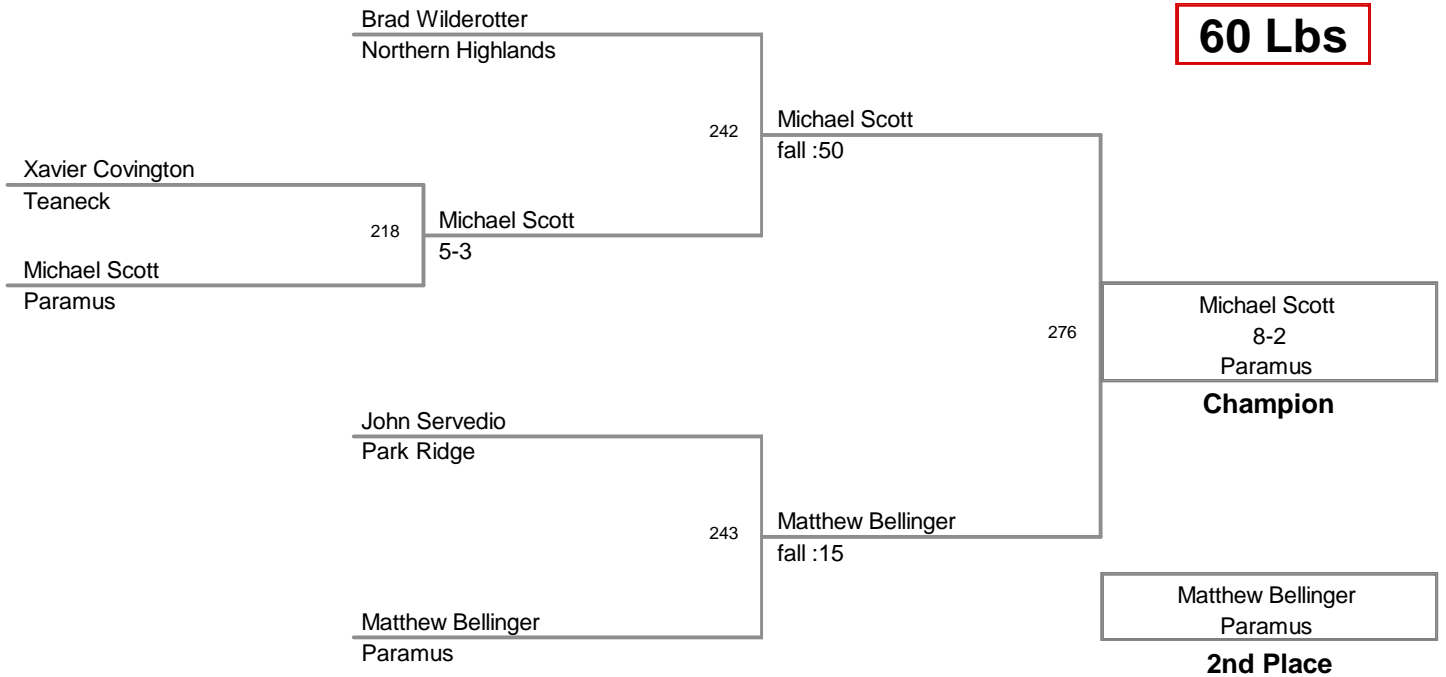 Brad Wilderotter
Northern Highlands
60 Lbs
242
Michael Scott
fall :50
Xavier Covington
Teaneck
218
Michael Scott
5-3
Michael Scott
Paramus
276
Michael Scott
8-2
Paramus
Champion
John Servedio
Park Ridge
243
Matthew Bellinger
fall :15
Matthew Bellinger
Paramus
Matthew Bellinger
Paramus
2nd Place